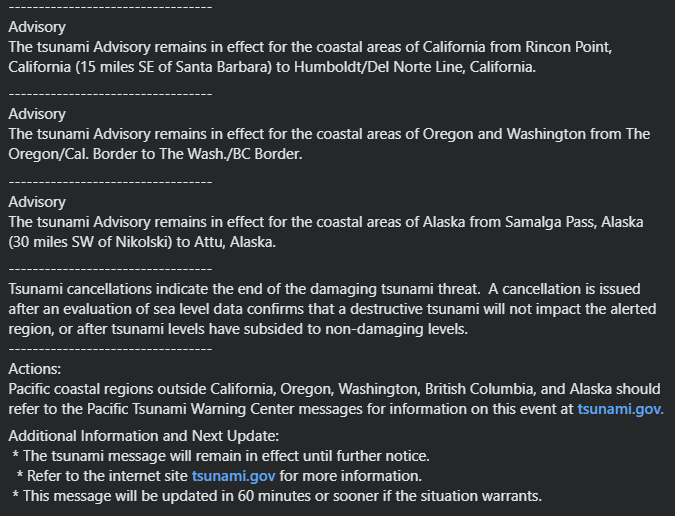 ----------------------------------
Advisory
The tsunami Advisory remains in effect for the coastal areas of California from Rincon Point,
California (15 miles SE of Santa Barbara) to Humboldt/Del Norte Line, California.
----------------------------------
Advisory
The tsunami Advisory remains in effect for the coastal areas of Oregon and Washington from The
Oregon/Cal. Border to The Wash./BC Border.
----------------------------------
Advisory
The tsunami Advisory remains in effect for the coastal areas of Alaska from Samalga Pass, Alaska
(30 miles SW of Nikolski) to Attu, Alaska.
----------------------------------
Tsunami cancellations indicate the end of the damaging tsunami threat.  A cancellation is issued
after an evaluation of sea level data confirms that a destructive tsunami will not impact the alerted
region, or after tsunami levels have subsided to non-damaging levels.
----------------------------------
Actions:
Pacific coastal regions outside California, Oregon, Washington, British Columbia, and Alaska should
refer to the Pacific Tsunami Warning Center messages for information on this event at tsunami.gov.
Additional Information and Next Update:
* The tsunami message will remain in effect until further notice.
* Refer to the internet site tsunami.gov for more information.
* This message will be updated in 60 minutes or sooner if the situation warrants.